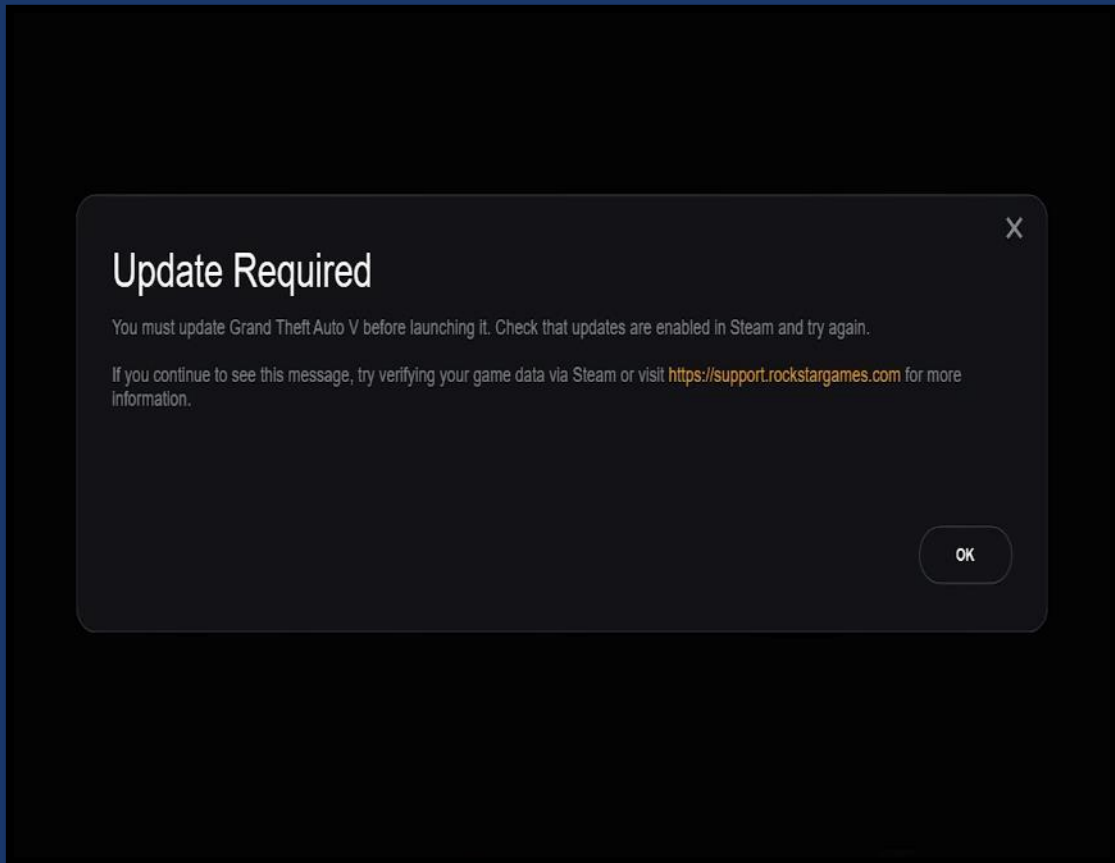 X
Update Required
You must update Grand Theft Auto V before launching it. Check that updates are enabled in Steam and try again.
If you continue to see this message, try verifying your game data via Steam or visit https://support.rockstargames.com for more
information.
OK